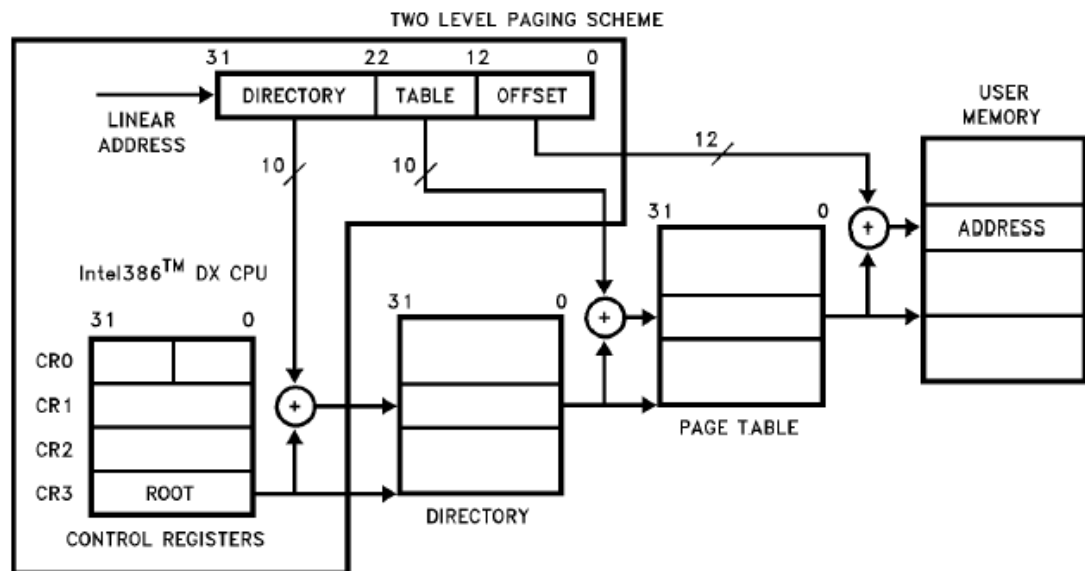 TWO LEVEL PAGING SCHEME
31 22 12 0
DIRECTORY TABLE OFFSET
LINEAR
ADDRESS
USER
MEMORY
10 10 12
31 0
ADDRESS
Intel386™ DX CPU
31 0
31 0
CR0
CR1
CR2
CR3 ROOT
PAGE TABLE
DIRECTORY
CONTROL REGISTERS
+
+
+